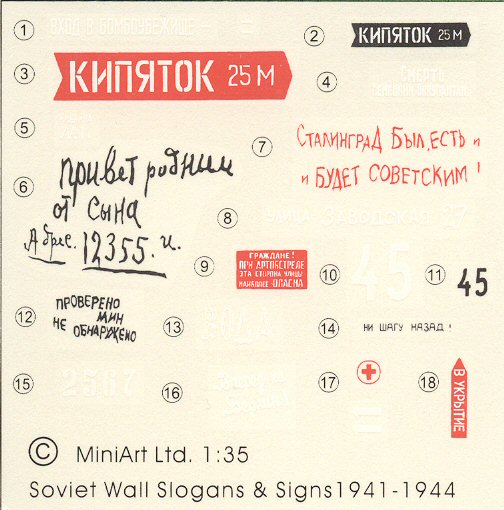 1 ВХОД В БОМБОУБЕЖИЩЕ
2 КИПЯТОК 25 М
3 КИПЯТОК 25 М
4 СМЕРТЬ
5
Привет родным
6 от сына
Адрес. 12355. и.
7 СТАЛИНГРАД БЫЛ, ЕСТЬ и
и БУДЕТ СОВЕТСКИМ!
8 УЛИЦА
9 ГРАЖДАНЕ!
ПРИ АРТОБСТРЕЛЕ
ЭТА СТОРОНА УЛИЦЫ
НАИБОЛЕЕ ОПАСНА
10 45
11 45
12 ПРОВЕРЕНО
МИН
НЕ ОБНАРУЖЕНО
13
14 НИ ШАГУ НАЗАД!
15 2567
16
17
18 В УКРЫТИЕ
© MiniArt Ltd. 1:35
Soviet Wall Slogans & Signs 1941-1944